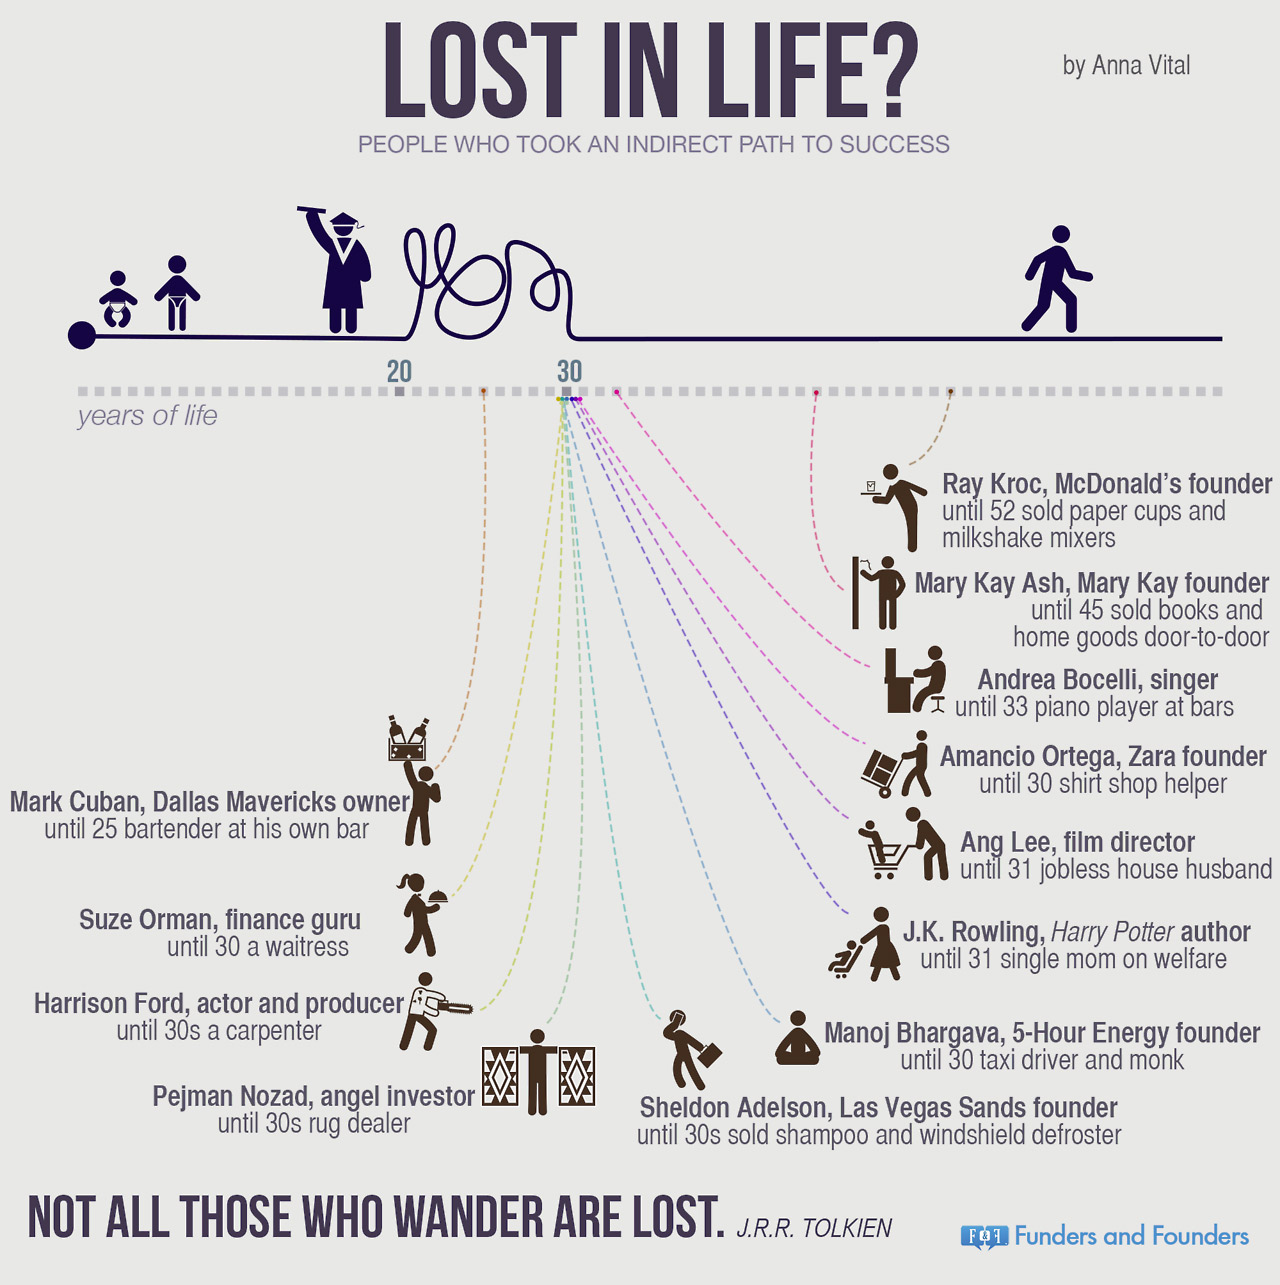 LOST IN LIFE?
by Anna Vital
PEOPLE WHO TOOK AN INDIRECT PATH TO SUCCESS
20
30
years of life
Ray Kroc, McDonald's founder
until 52 sold paper cups and
milkshake mixers
Mary Kay Ash, Mary Kay founder
until 45 sold books and
home goods door-to-door
Andrea Bocelli, singer
until 33 piano player at bars
Amancio Ortega, Zara founder
until 30 shirt shop helper
Ang Lee, film director
until 31 jobless house husband
J.K. Rowling, Harry Potter author
until 31 single mom on welfare
Manoj Bhargava, 5-Hour Energy founder
until 30 taxi driver and monk
Mark Cuban, Dallas Mavericks owner
until 25 bartender at his own bar
Suze Orman, finance guru
until 30 a waitress
Harrison Ford, actor and producer
until 30s a carpenter
Pejman Nozad, angel investor
until 30s rug dealer
Sheldon Adelson, Las Vegas Sands founder
until 30s sold shampoo and windshield defroster
NOT ALL THOSE WHO WANDER ARE LOST. J.R.R. TOLKIEN
F&F. Funders and Founders